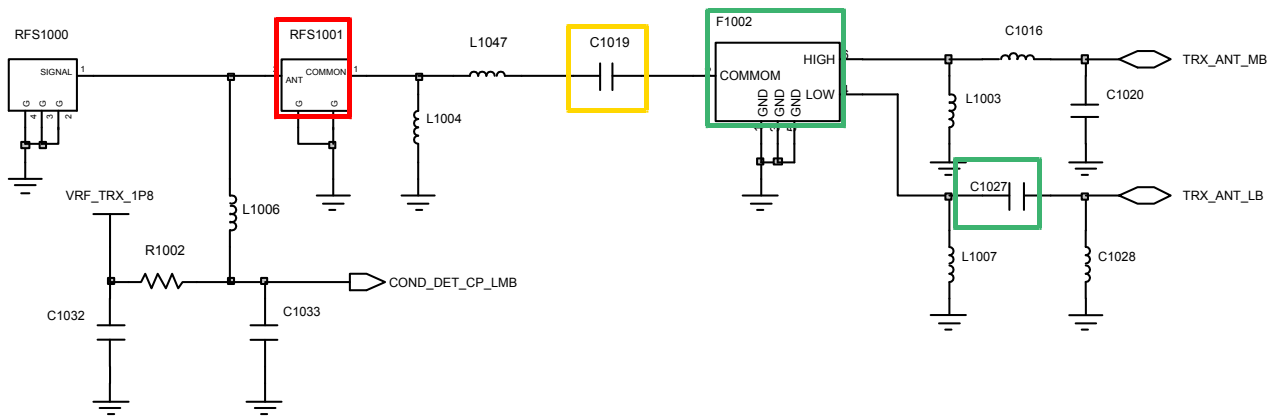 RFS1000
SIGNAL
1
G
G
G
4
3
2
RFS1001
ANT
COMMON
1
G
G
L1047
L1004
C1019
F1002
COMMOM
HIGH
LOW
GND
GND
GND
C1016
L1003
C1020
TRX_ANT_MB
C1027
TRX_ANT_LB
L1007
C1028
VRF_TRX_1P8
L1006
R1002
COND_DET_CP_LMB
C1032
C1033